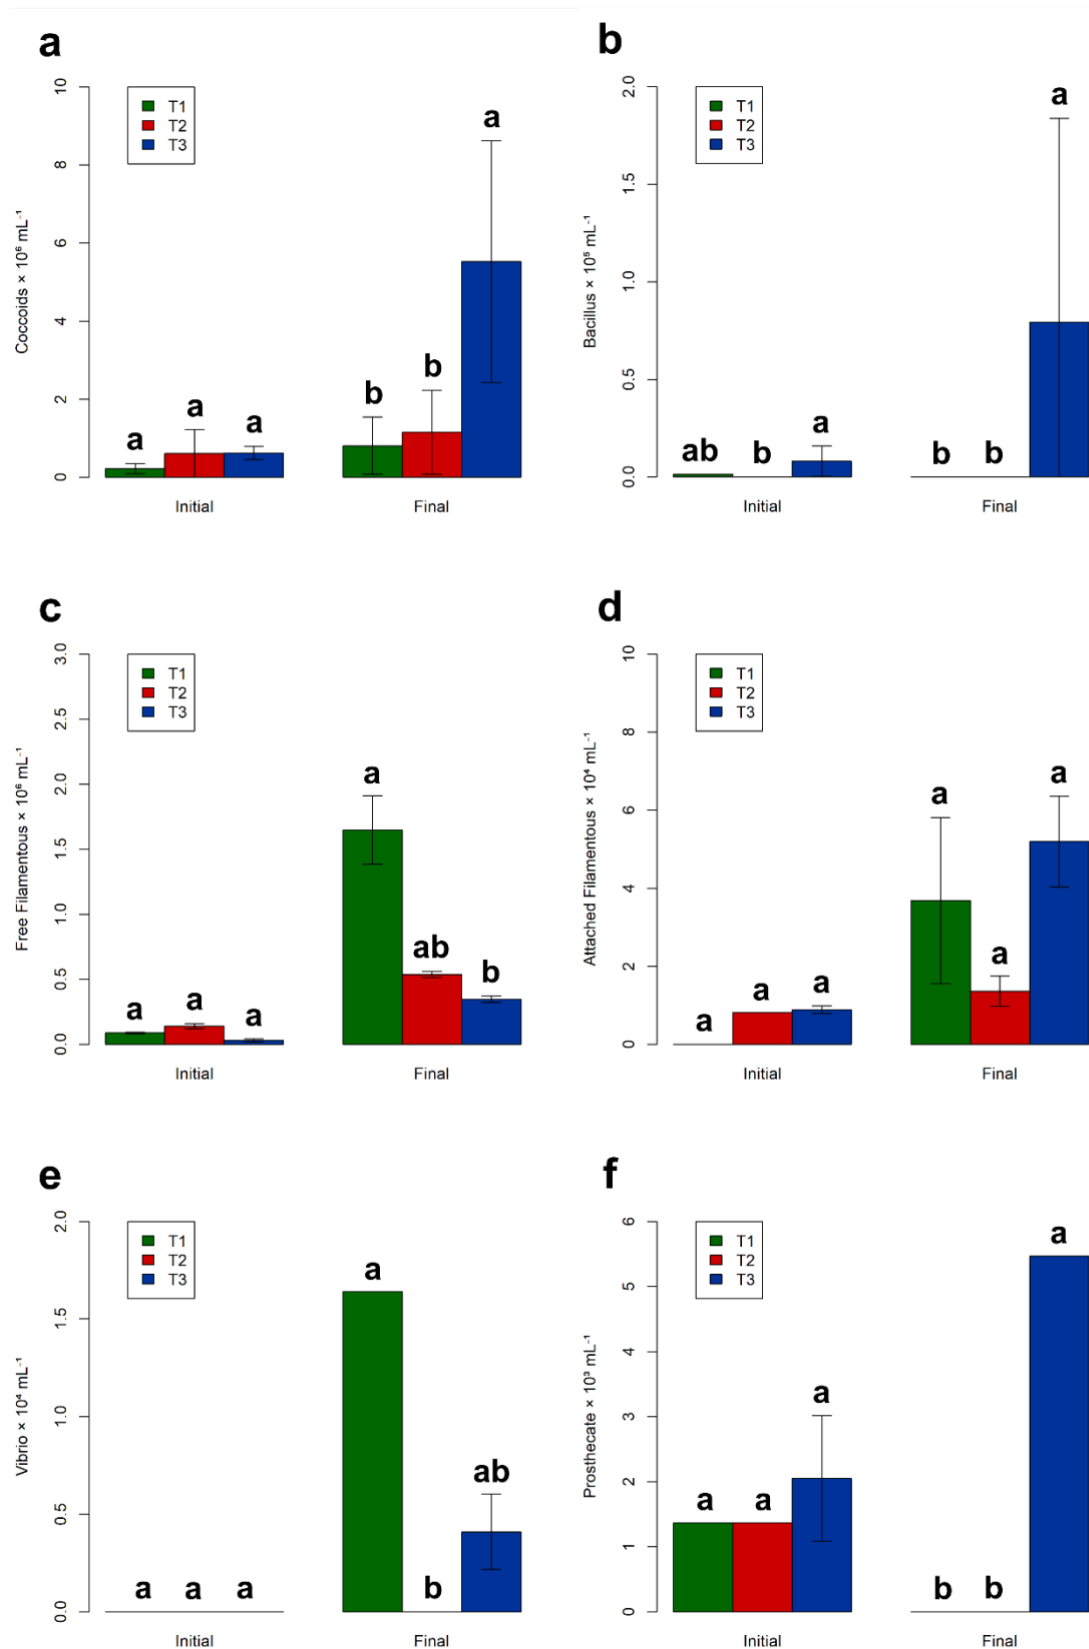 a
Coccoids × 10⁶ mL⁻¹
0 2 4 6 8 10
T1
T2
T3
a a a b b a
Initial Final
b
Bacillus × 10⁶ mL⁻¹
0.0 0.5 1.0 1.5 2.0
T1
T2
T3
ab b a b b a
Initial Final
c
Free Filamentous × 10⁶ mL⁻¹
0.0 0.5 1.0 1.5 2.0 2.5 3.0
T1
T2
T3
a a a a ab b
Initial Final
d
Attached Filamentous × 10⁴ mL⁻¹
0 2 4 6 8 10
T1
T2
T3
a a a a a a
Initial Final
e
Vibrio × 10⁴ mL⁻¹
0.0 0.5 1.0 1.5 2.0
T1
T2
T3
a a a a b ab
Initial Final
f
Prosthecate × 10³ mL⁻¹
0 1 2 3 4 5 6
T1
T2
T3
a a a b b a
Initial Final